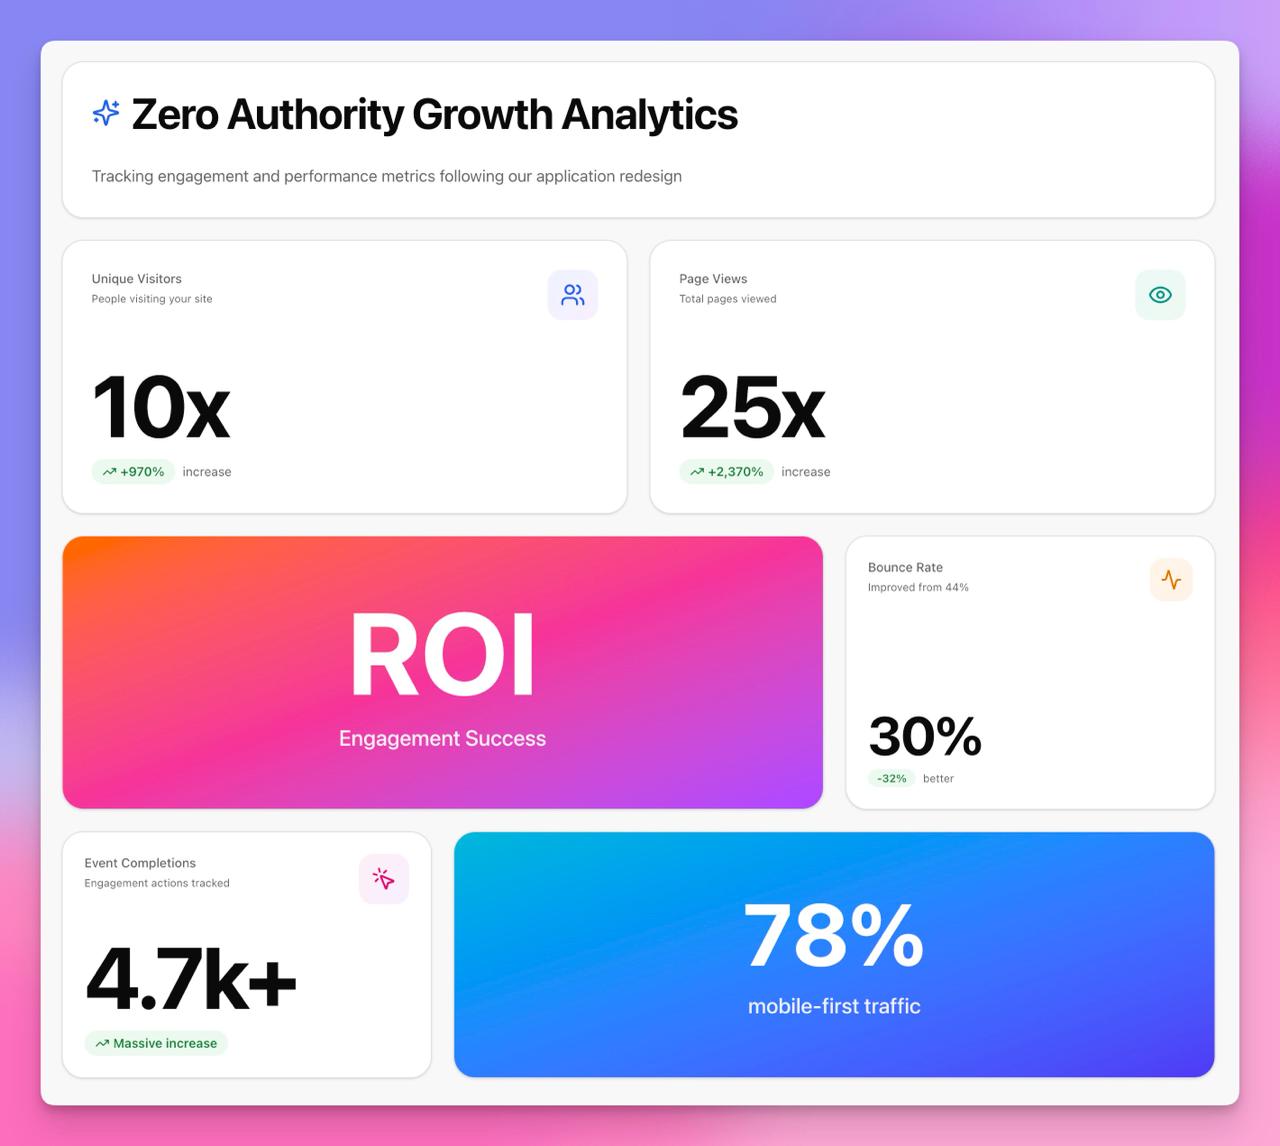 Zero Authority Growth Analytics
Tracking engagement and performance metrics following our application redesign
Unique Visitors
People visiting your site
10x
+970% increase
Page Views
Total pages viewed
25x
+2,370% increase
ROI
Engagement Success
Bounce Rate
Improved from 44%
30%
-32% better
Event Completions
Engagement actions tracked
4.7k+
Massive increase
78%
mobile-first traffic